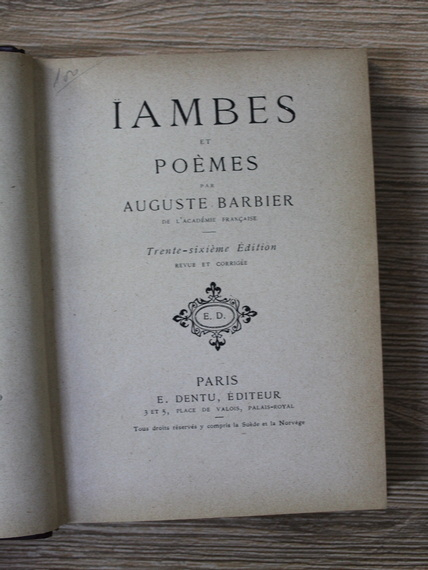 IAMBES
ET
POÈMES
PAR
AUGUSTE BARBIER
DE L'ACADÉMIE FRANÇAISE
Trente-sixième Édition
REVUE ET CORRIGÉE
E. D.
PARIS
E. DENTU, ÉDITEUR
3 ET 5, PLACE DE VALOIS, PALAIS-ROYAL
Tous droits réservés y compris la Suède et la Norvège